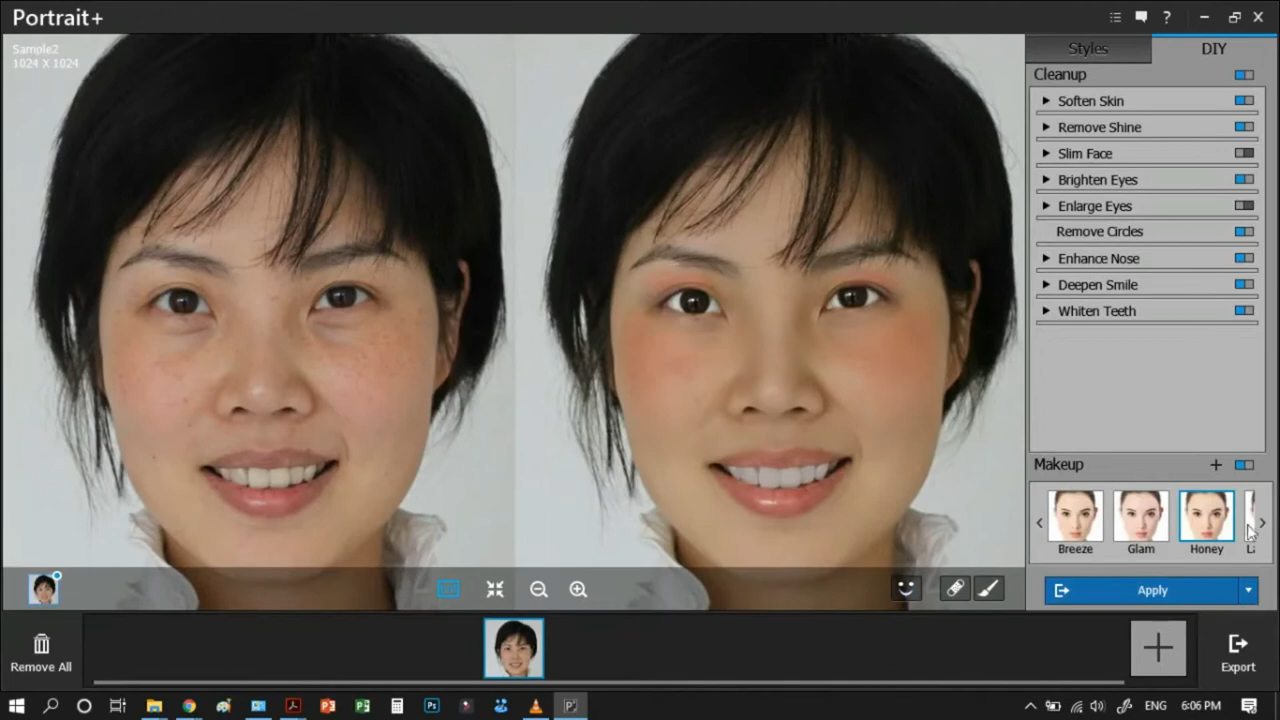 Portrait+
?
Sample2
1024 X 1024
Styles
DIY
Cleanup
Soften Skin
Remove Shine
Slim Face
Brighten Eyes
Enlarge Eyes
Remove Circles
Enhance Nose
Deepen Smile
Whiten Teeth
Makeup
Breeze
Glam
Honey
Apply
Remove All
Export
Ps
ENG
6:06 PM